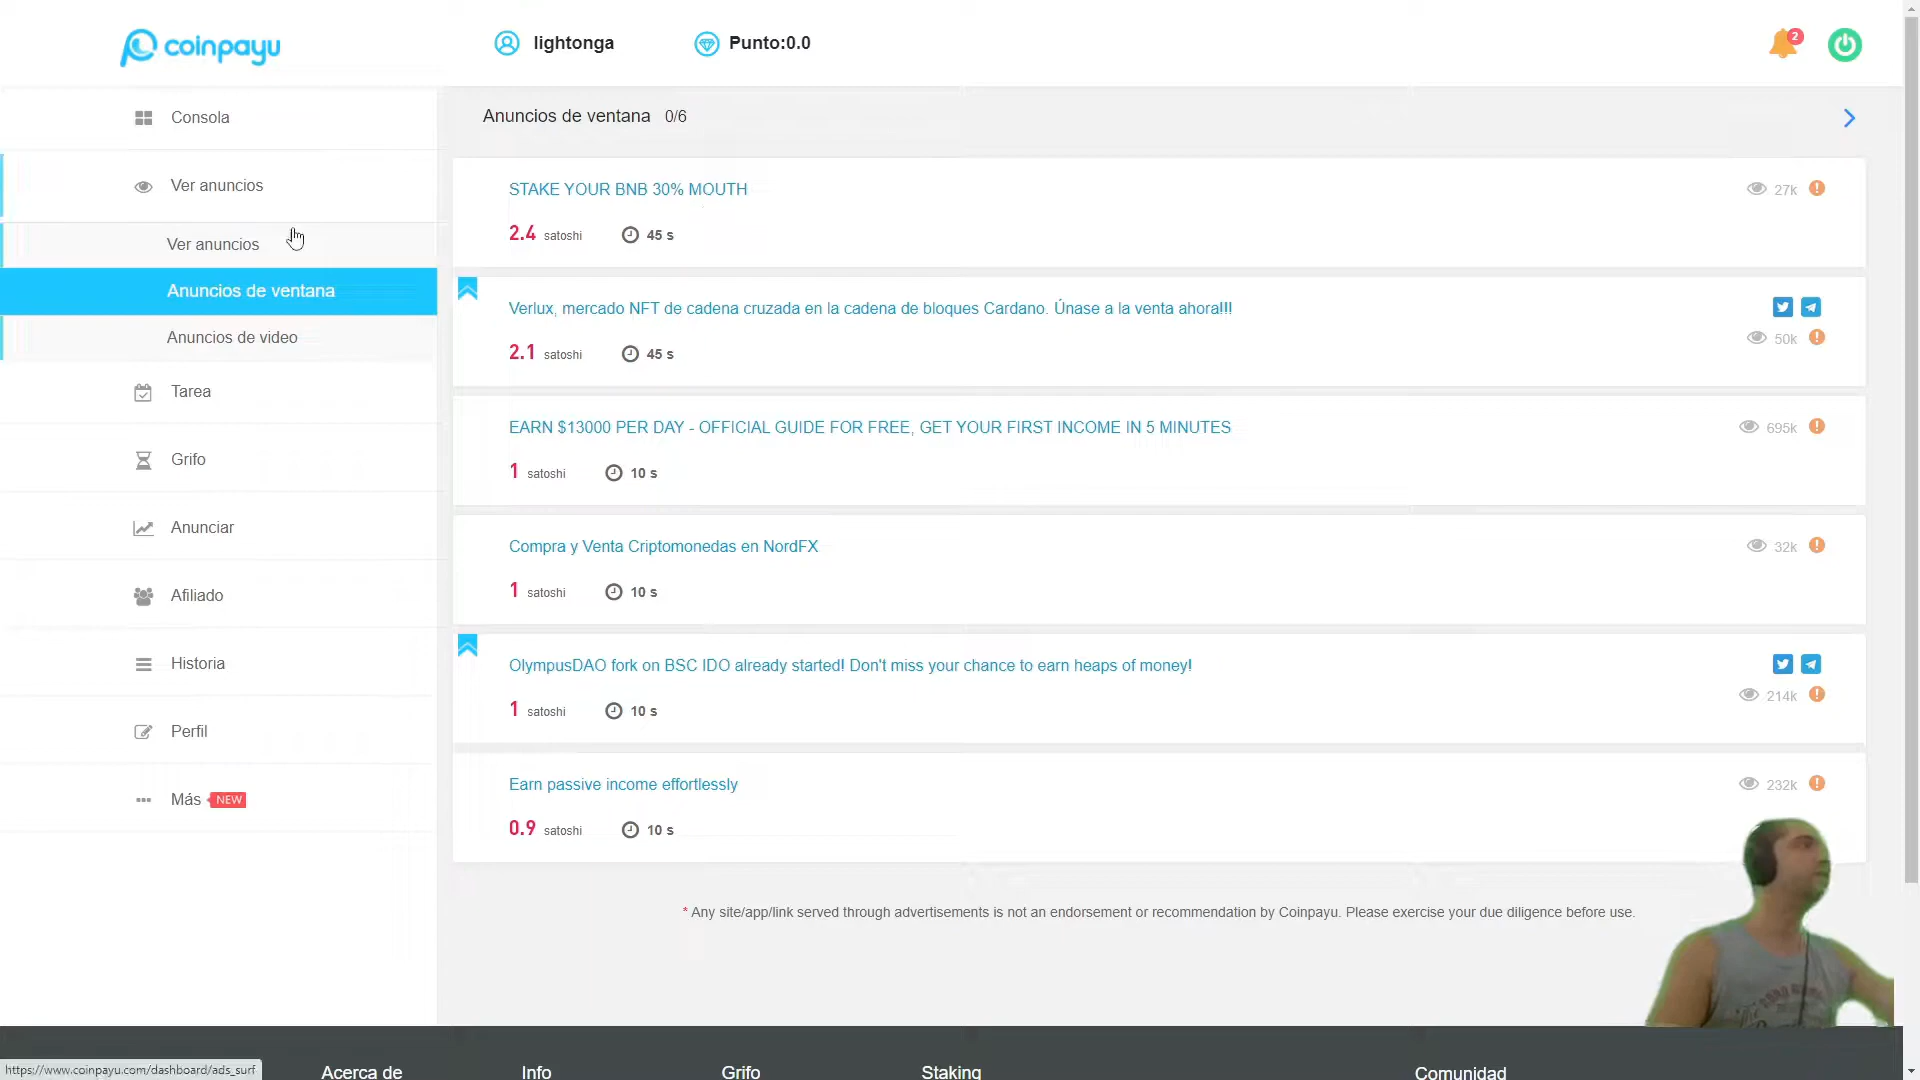 coinpayu
lightonga
Punto:0.0
2
Consola
Ver anuncios
Ver anuncios
Anuncios de ventana
Anuncios de video
Tarea
Grifo
Anunciar
Afiliado
Historia
Perfil
Más NEW
Anuncios de ventana 0/6
STAKE YOUR BNB 30% MOUTH
27k
2.4 satoshi 45 s
Verlux, mercado NFT de cadena cruzada en la cadena de bloques Cardano. Únase a la venta ahora!!!
50k
2.1 satoshi 45 s
EARN $13000 PER DAY - OFFICIAL GUIDE FOR FREE, GET YOUR FIRST INCOME IN 5 MINUTES
695k
1 satoshi 10 s
Compra y Venta Criptomonedas en NordFX
32k
1 satoshi 10 s
OlympusDAO fork on BSC IDO already started! Don't miss your chance to earn heaps of money!
214k
1 satoshi 10 s
Earn passive income effortlessly
232k
0.9 satoshi 10 s
* Any site/app/link served through advertisements is not an endorsement or recommendation by Coinpayu. Please exercise your due diligence before use.
https://www.coinpayu.com/dashboard/ads_surf
Acerca de
Info
Grifo
Staking
Comunidad